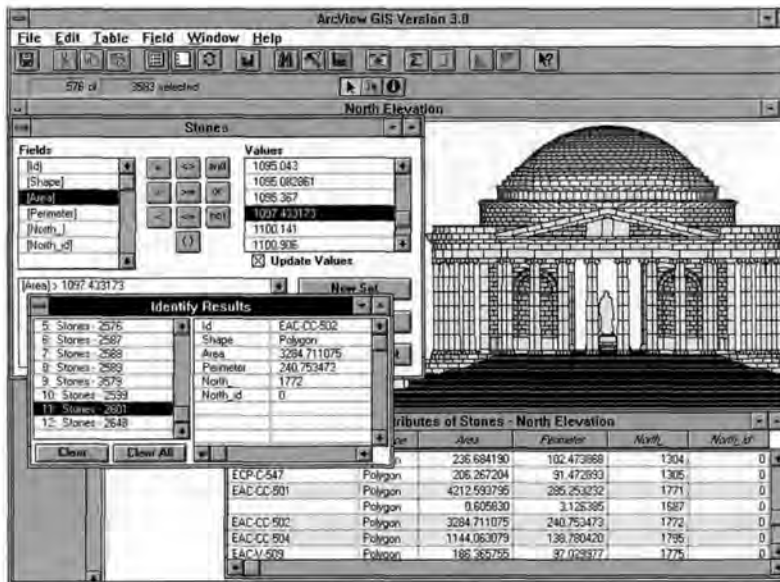 ArcView GIS Version 3.0
File Edit Table Field Window Help
576 of 3583 selected
North Elevation
Stones
Fields
Values
[Id]
[Shape]
[Area]
[Perimeter]
[North_]
[North_id]
= <> and
> >= or
< <= not
( )
1095.043
1095.082861
1095.367
1097.433173
1100.141
1100.906
Update Values
[Area] > 1097.433173
New Set
Identify Results
5: Stones - 2576
6: Stones - 2587
7: Stones - 2588
8: Stones - 2589
9: Stones - 3579
10: Stones - 2599
11: Stones - 2601
12: Stones - 2648
Id EAC-CC-502
Shape Polygon
Area 3284.711075
Perimeter 240.753472
North_ 1772
North_id 0
Clear Clear All
Attributes of Stones - North Elevation
Area Perimeter North_ North_id
236.684190 102.473868 1304 0
ECP-C-547 Polygon 206.267204 91.472893 1305 0
EAC-CC-501 Polygon 4212.593795 285.253232 1771 0
Polygon 0.605830 3.126385 1687 0
EAC-CC-502 Polygon 3284.711075 240.753473 1772 0
EAC-CC-504 Polygon 1144.063079 138.780420 1795 0
EAC-V-509 Polygon 186.365755 97.029977 1775 0